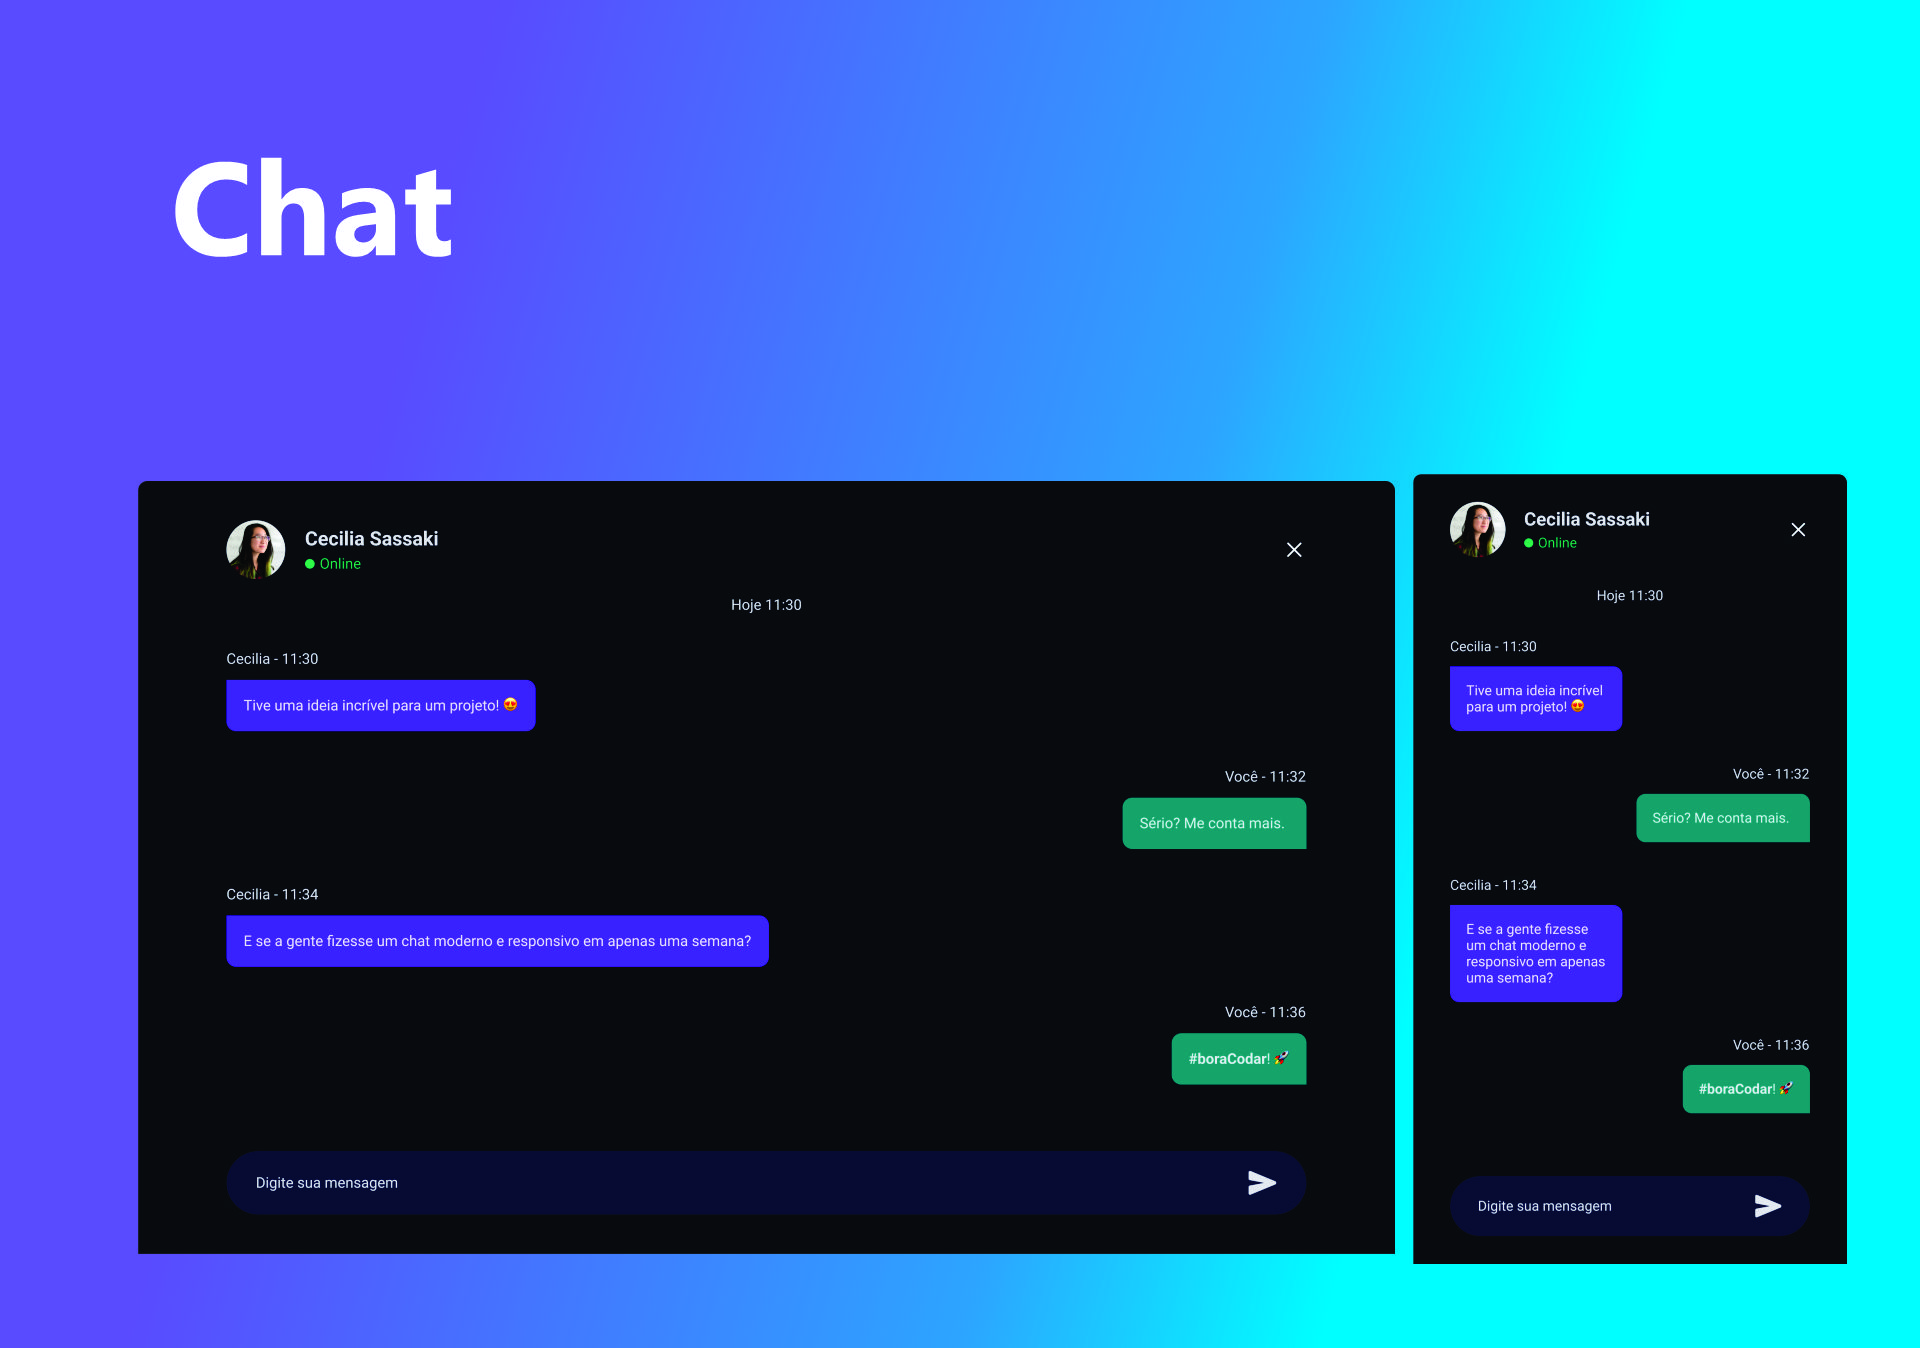 Chat
Cecilia Sassaki
Online
Hoje 11:30
Cecilia - 11:30
Tive uma ideia incrível para um projeto! 😍
Você - 11:32
Sério? Me conta mais.
Cecilia - 11:34
E se a gente fizesse um chat moderno e responsivo em apenas uma semana?
Você - 11:36
#boraCodar! 🚀
Digite sua mensagem
Cecilia Sassaki
Online
Hoje 11:30
Cecilia - 11:30
Tive uma ideia incrível
para um projeto! 😍
Você - 11:32
Sério? Me conta mais.
Cecilia - 11:34
E se a gente fizesse
um chat moderno e
responsivo em apenas
uma semana?
Você - 11:36
#boraCodar! 🚀
Digite sua mensagem